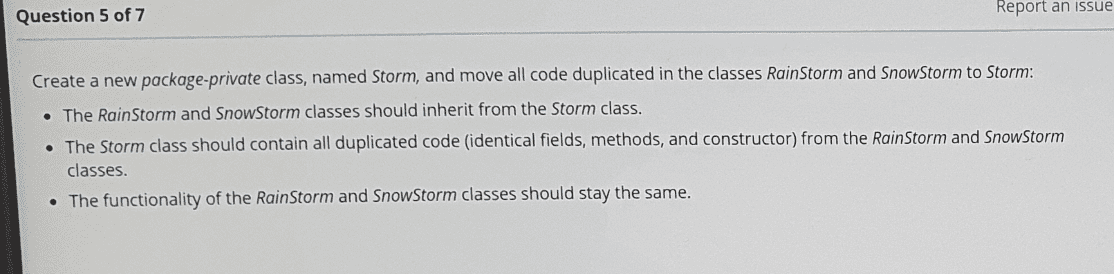 Question 5 of 7
Report an issue
Create a new package-private class, named Storm, and move all code duplicated in the classes RainStorm and SnowStorm to Storm:
• The RainStorm and SnowStorm classes should inherit from the Storm class.
• The Storm class should contain all duplicated code (identical fields, methods, and constructor) from the RainStorm and SnowStorm
classes.
• The functionality of the RainStorm and SnowStorm classes should stay the same.